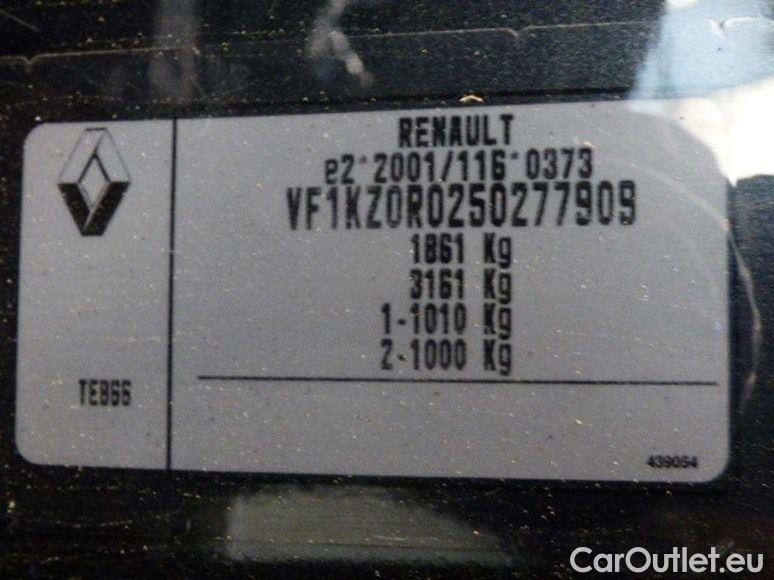 RENAULT
e2*2001/116*0373
VF1KZ0R0250277909
1861 Kg
3161 Kg
1-1010 Kg
2-1000 Kg
TEB66
439054
CarOutlet.eu